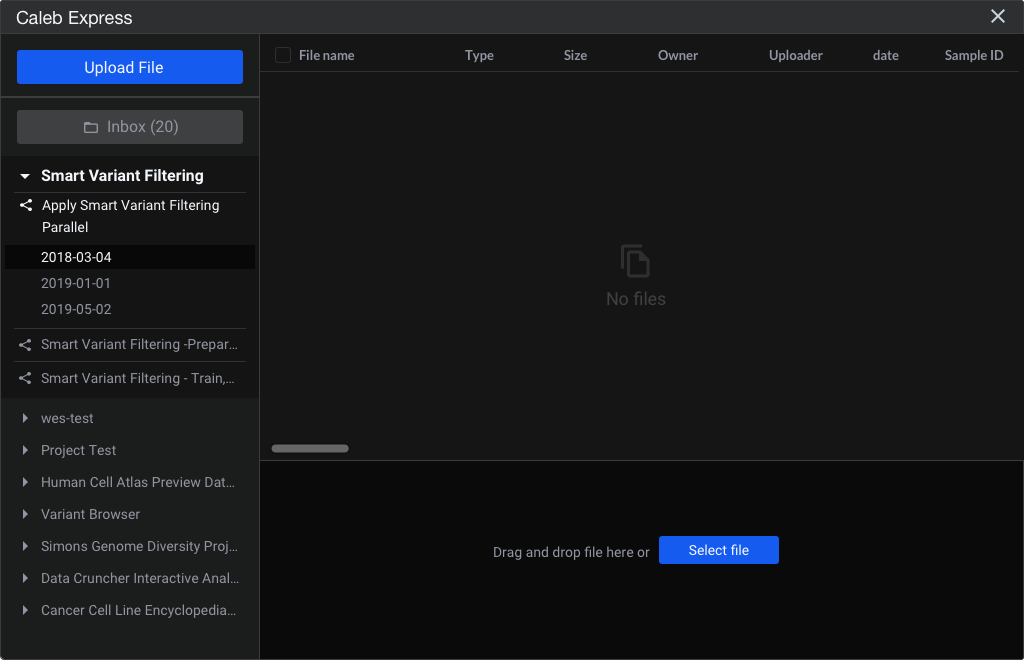 Caleb Express
Upload File
Inbox (20)
Smart Variant Filtering
Apply Smart Variant Filtering
Parallel
2018-03-04
2019-01-01
2019-05-02
Smart Variant Filtering -Prepar...
Smart Variant Filtering - Train,...
wes-test
Project Test
Human Cell Atlas Preview Dat...
Variant Browser
Simons Genome Diversity Proj...
Data Cruncher Interactive Anal...
Cancer Cell Line Encyclopedia...
File name Type Size Owner Uploader date Sample ID
No files
Drag and drop file here or Select file